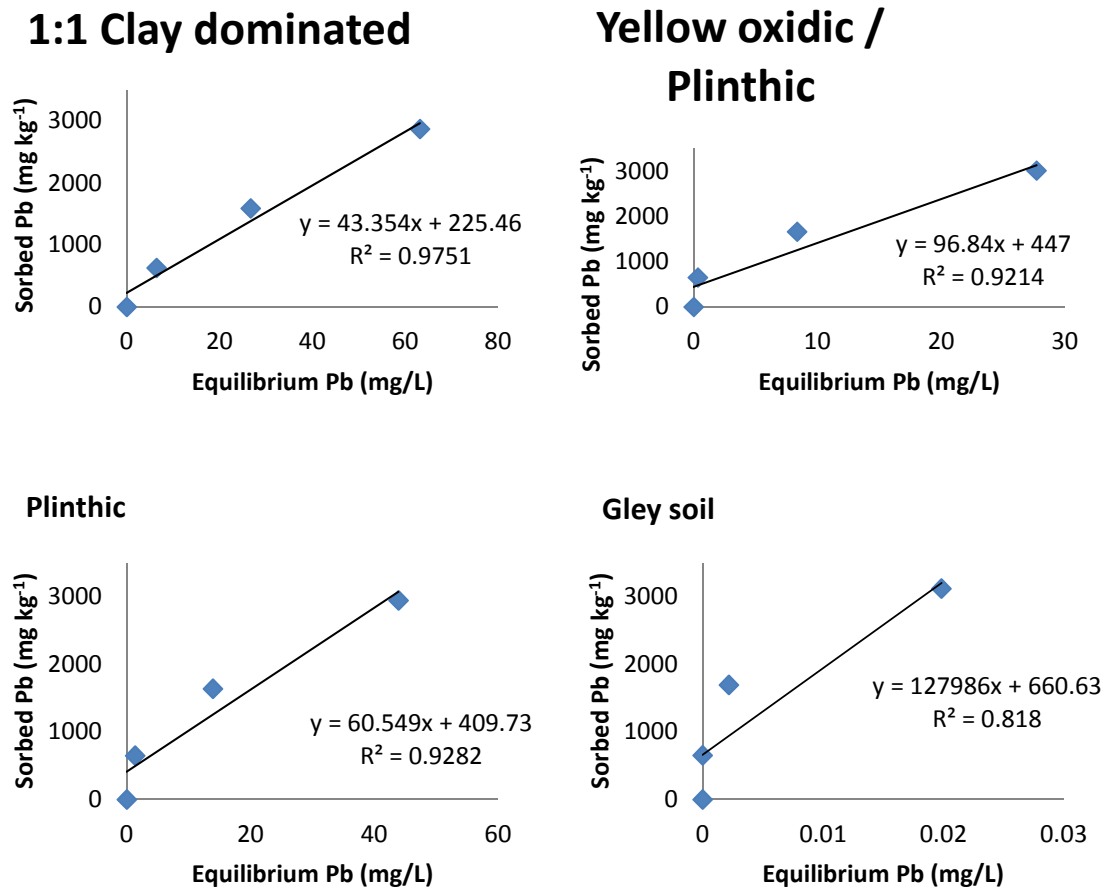 1:1 Clay dominated
Sorbed Pb (mg kg⁻¹)
3000
2000
1000
0
y = 43.354x + 225.46
R² = 0.9751
0 20 40 60 80
Equilibrium Pb (mg/L)
Yellow oxidic /
Plinthic
Sorbed Pb (mg kg⁻¹)
3000
2000
1000
0
y = 96.84x + 447
R² = 0.9214
0 10 20 30
Equilibrium Pb (mg/L)
Plinthic
Sorbed Pb (mg kg⁻¹)
3000
2000
1000
0
y = 60.549x + 409.73
R² = 0.9282
0 20 40 60
Equilibrium Pb (mg/L)
Gley soil
Sorbed Pb (mg kg⁻¹)
3000
2000
1000
0
y = 127986x + 660.63
R² = 0.818
0 0.01 0.02 0.03
Equilibrium Pb (mg/L)